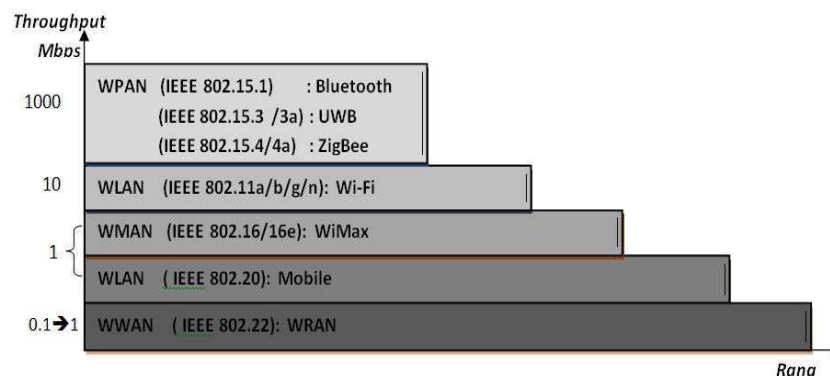 Throughput
Mbps
1000
WPAN (IEEE 802.15.1) : Bluetooth
(IEEE 802.15.3 /3a) : UWB
(IEEE 802.15.4/4a) : ZigBee
10
WLAN (IEEE 802.11a/b/g/n): Wi-Fi
WMAN (IEEE 802.16/16e): WiMax
1
WLAN ( IEEE 802.20): Mobile
0.1➔1
WWAN ( IEEE 802.22): WRAN
Rang